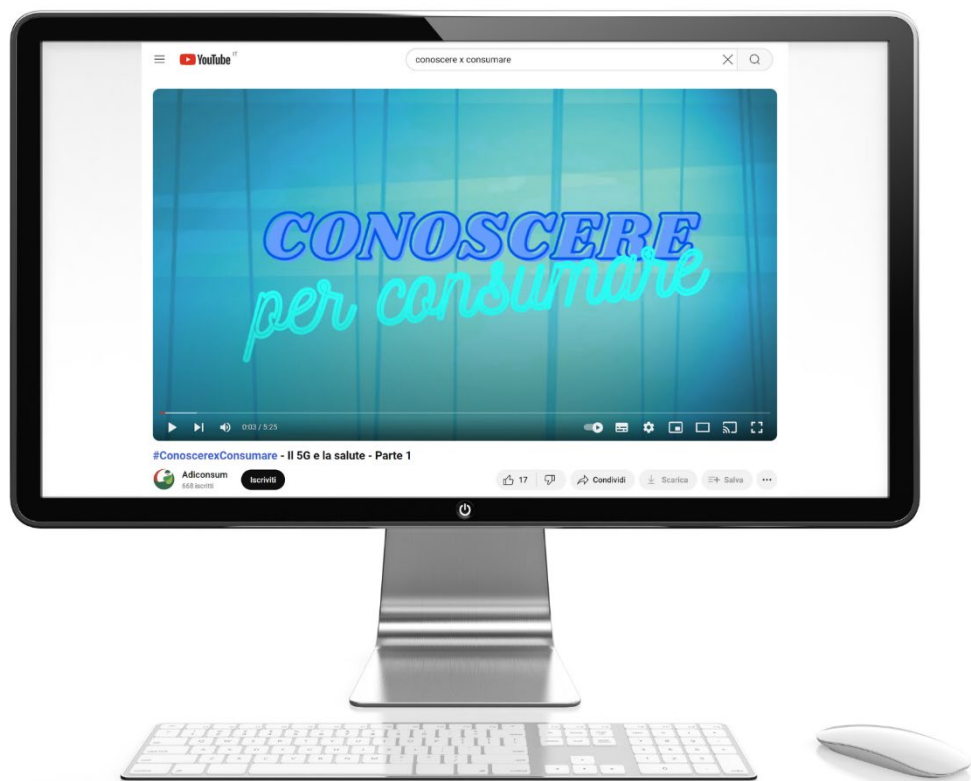 YouTube IT
conoscere x consumare
CONOSCERE
per consumare
0:03 / 5:25
#ConoscerexConsumare - Il 5G e la salute - Parte 1
Adiconsum
668 iscritti
Iscriviti
17
Condividi
Scarica
Salva